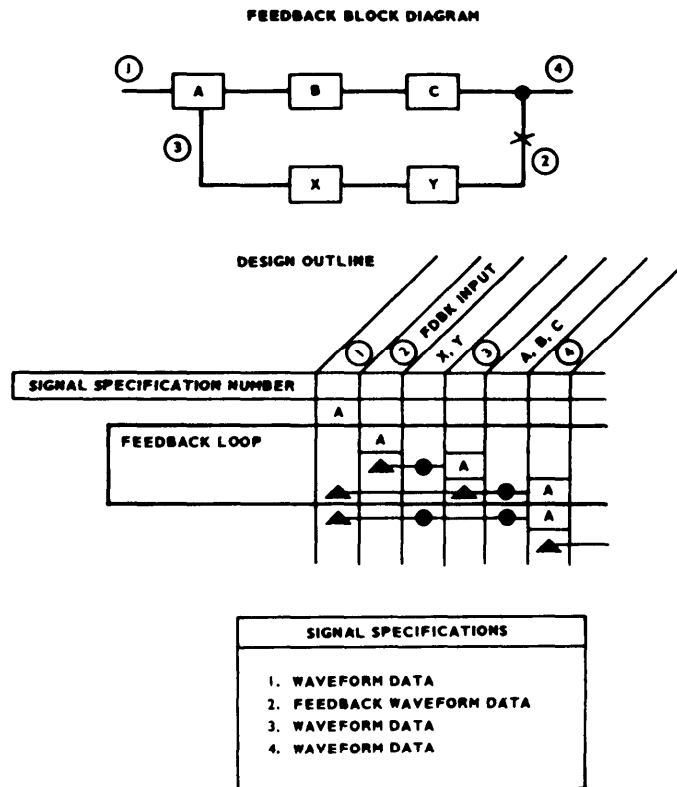 FEEDBACK BLOCK DIAGRAM
1 4
A B C
3 2
X Y
DESIGN OUTLINE
1 2 FDBK INPUT X, Y 3 A, B, C 4
SIGNAL SPECIFICATION NUMBER
A
FEEDBACK LOOP A
A
A
A
SIGNAL SPECIFICATIONS
1. WAVEFORM DATA
2. FEEDBACK WAVEFORM DATA
3. WAVEFORM DATA
4. WAVEFORM DATA